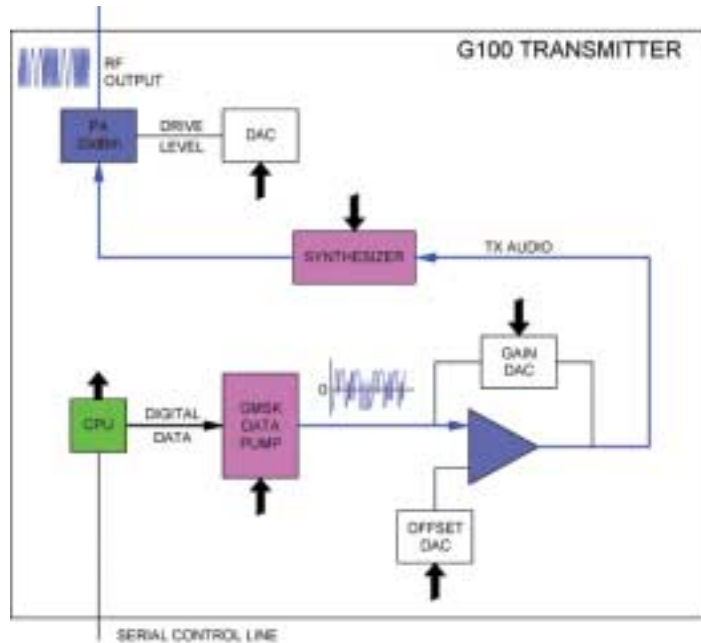 G100 TRANSMITTER
RF
OUTPUT
PA
DRIVE
LEVEL
DAC
SYNTHESIZER
TX AUDIO
GAIN
DAC
0
CPU
DIGITAL
DATA
GMSK
DATA
PUMP
OFFSET
DAC
SERIAL CONTROL LINE